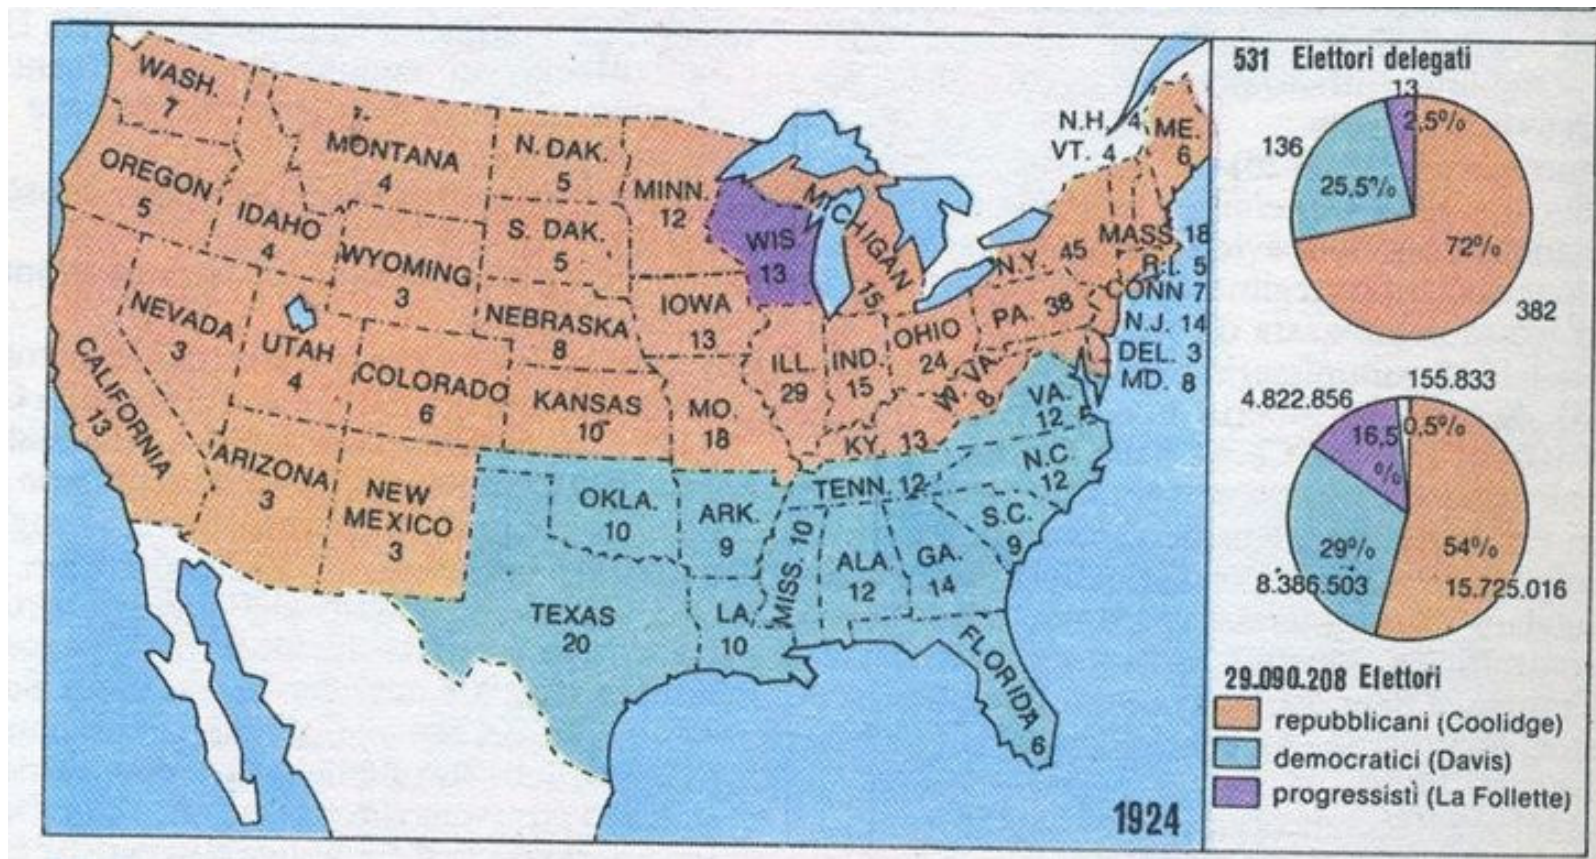 WASH.
7
OREGON
5
CALIFORNIA
13
NEVADA
3
IDAHO
4
MONTANA
4
WYOMING
3
UTAH
4
COLORADO
6
ARIZONA
3
NEW
MEXICO
3
N. DAK.
5
S. DAK.
5
NEBRASKA
8
KANSAS
10
OKLA.
10
TEXAS
20
MINN.
12
IOWA
13
MO.
18
ARK.
9
LA.
10
WIS
13
ILL.
29
MICHIGAN
15
IND.
15
OHIO
24
KY. 13
TENN. 12
MISS. 10
ALA.
12
GA.
14
FLORIDA
6
S.C.
9
N.C.
12
VA.
12
W. VA.
8
PA. 38
N.Y. 45
N.H. 4
VT. 4
ME.
6
MASS. 18
R.I. 5
CONN 7
N.J. 14
DEL. 3
MD. 8
1924
531 Elettori delegati
13
2,5%
136
25,5%
72%
382
155.833
4.822.856
16,5
%
0,5%
29%
8.386.503
54%
15.725.016
29.090.208 Elettori
repubblicani (Coolidge)
democratici (Davis)
progressisti (La Follette)